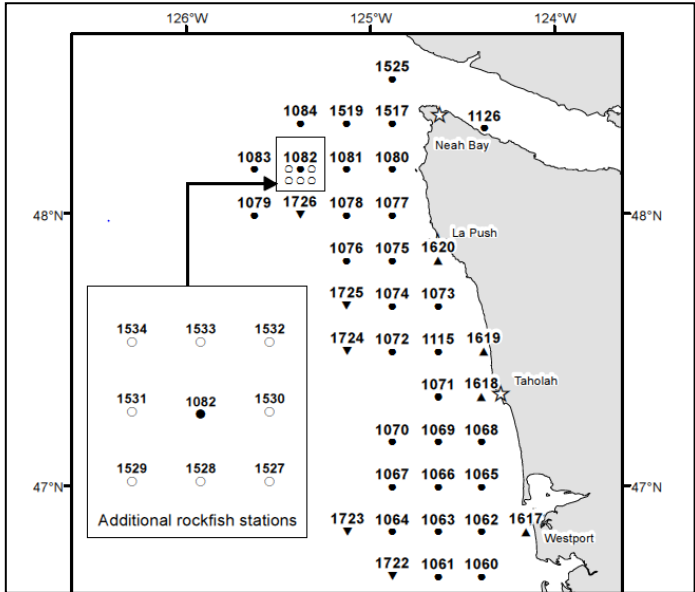 126°W 125°W 124°W
1525
1084 1519 1517 1126
Neah Bay
1083 1082 1081 1080
48°N 1079 1726 1078 1077 48°N
La Push
1076 1075 1620
1725 1074 1073
1534 1533 1532
1724 1072 1115 1619
1071 1618 Taholah
1531 1082 1530
1070 1069 1068
1529 1528 1527
47°N 1067 1066 1065 47°N
Additional rockfish stations
1723 1064 1063 1062 1617
Westport
1722 1061 1060